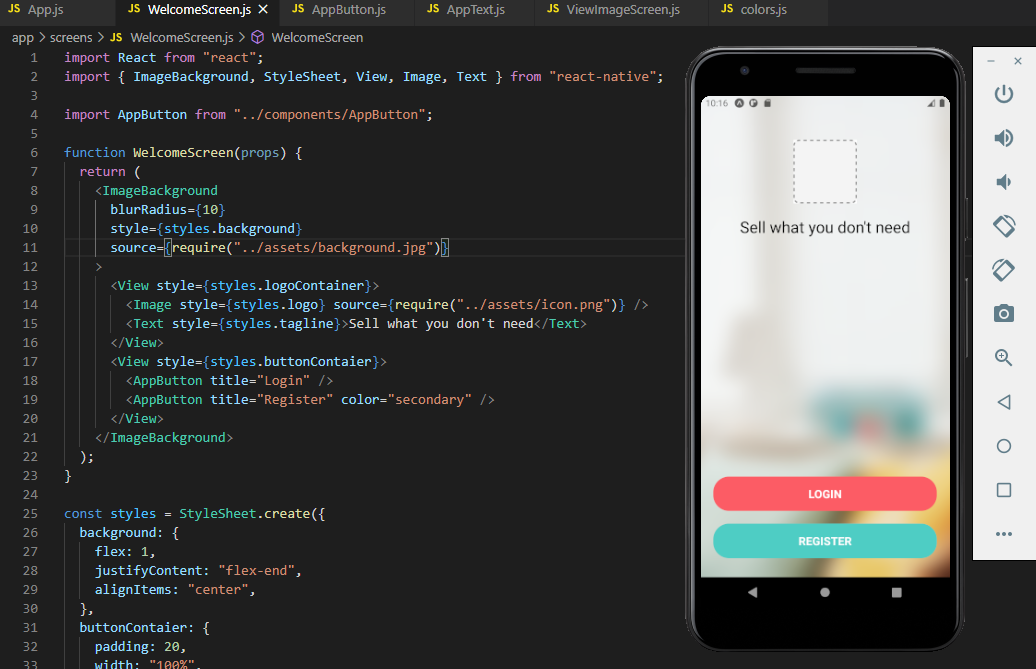 JS App.js JS WelcomeScreen.js × JS AppButton.js JS AppText.js JS ViewImageScreen.js JS colors.js
app > screens > JS WelcomeScreen.js > WelcomeScreen
1 import React from "react";
2 import { ImageBackground, StyleSheet, View, Image, Text } from "react-native";
3
4 import AppButton from "../components/AppButton";
5
6 function WelcomeScreen(props) {
7   return (
8     <ImageBackground
9       blurRadius={10}
10       style={styles.background}
11       source={require("../assets/background.jpg")}
12     >
13       <View style={styles.logoContainer}>
14         <Image style={styles.logo} source={require("../assets/icon.png")} />
15         <Text style={styles.tagline}>Sell what you don't need</Text>
16       </View>
17       <View style={styles.buttonContaier}>
18         <AppButton title="Login" />
19         <AppButton title="Register" color="secondary" />
20       </View>
21     </ImageBackground>
22   );
23 }
24
25 const styles = StyleSheet.create({
26   background: {
27     flex: 1,
28     justifyContent: "flex-end",
29     alignItems: "center",
30   },
31   buttonContaier: {
32     padding: 20,
33     width: "100%",
10:16
Sell what you don't need
LOGIN
REGISTER